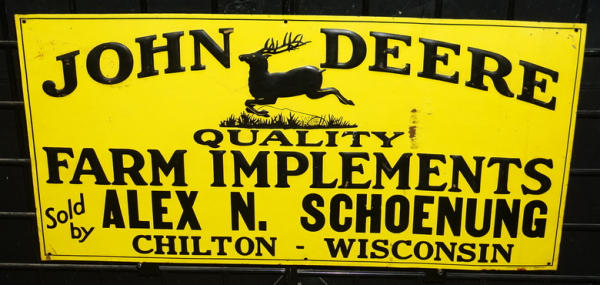 JOHN DEERE
QUALITY
FARM IMPLEMENTS
Sold by ALEX N. SCHOENUNG
CHILTON - WISCONSIN